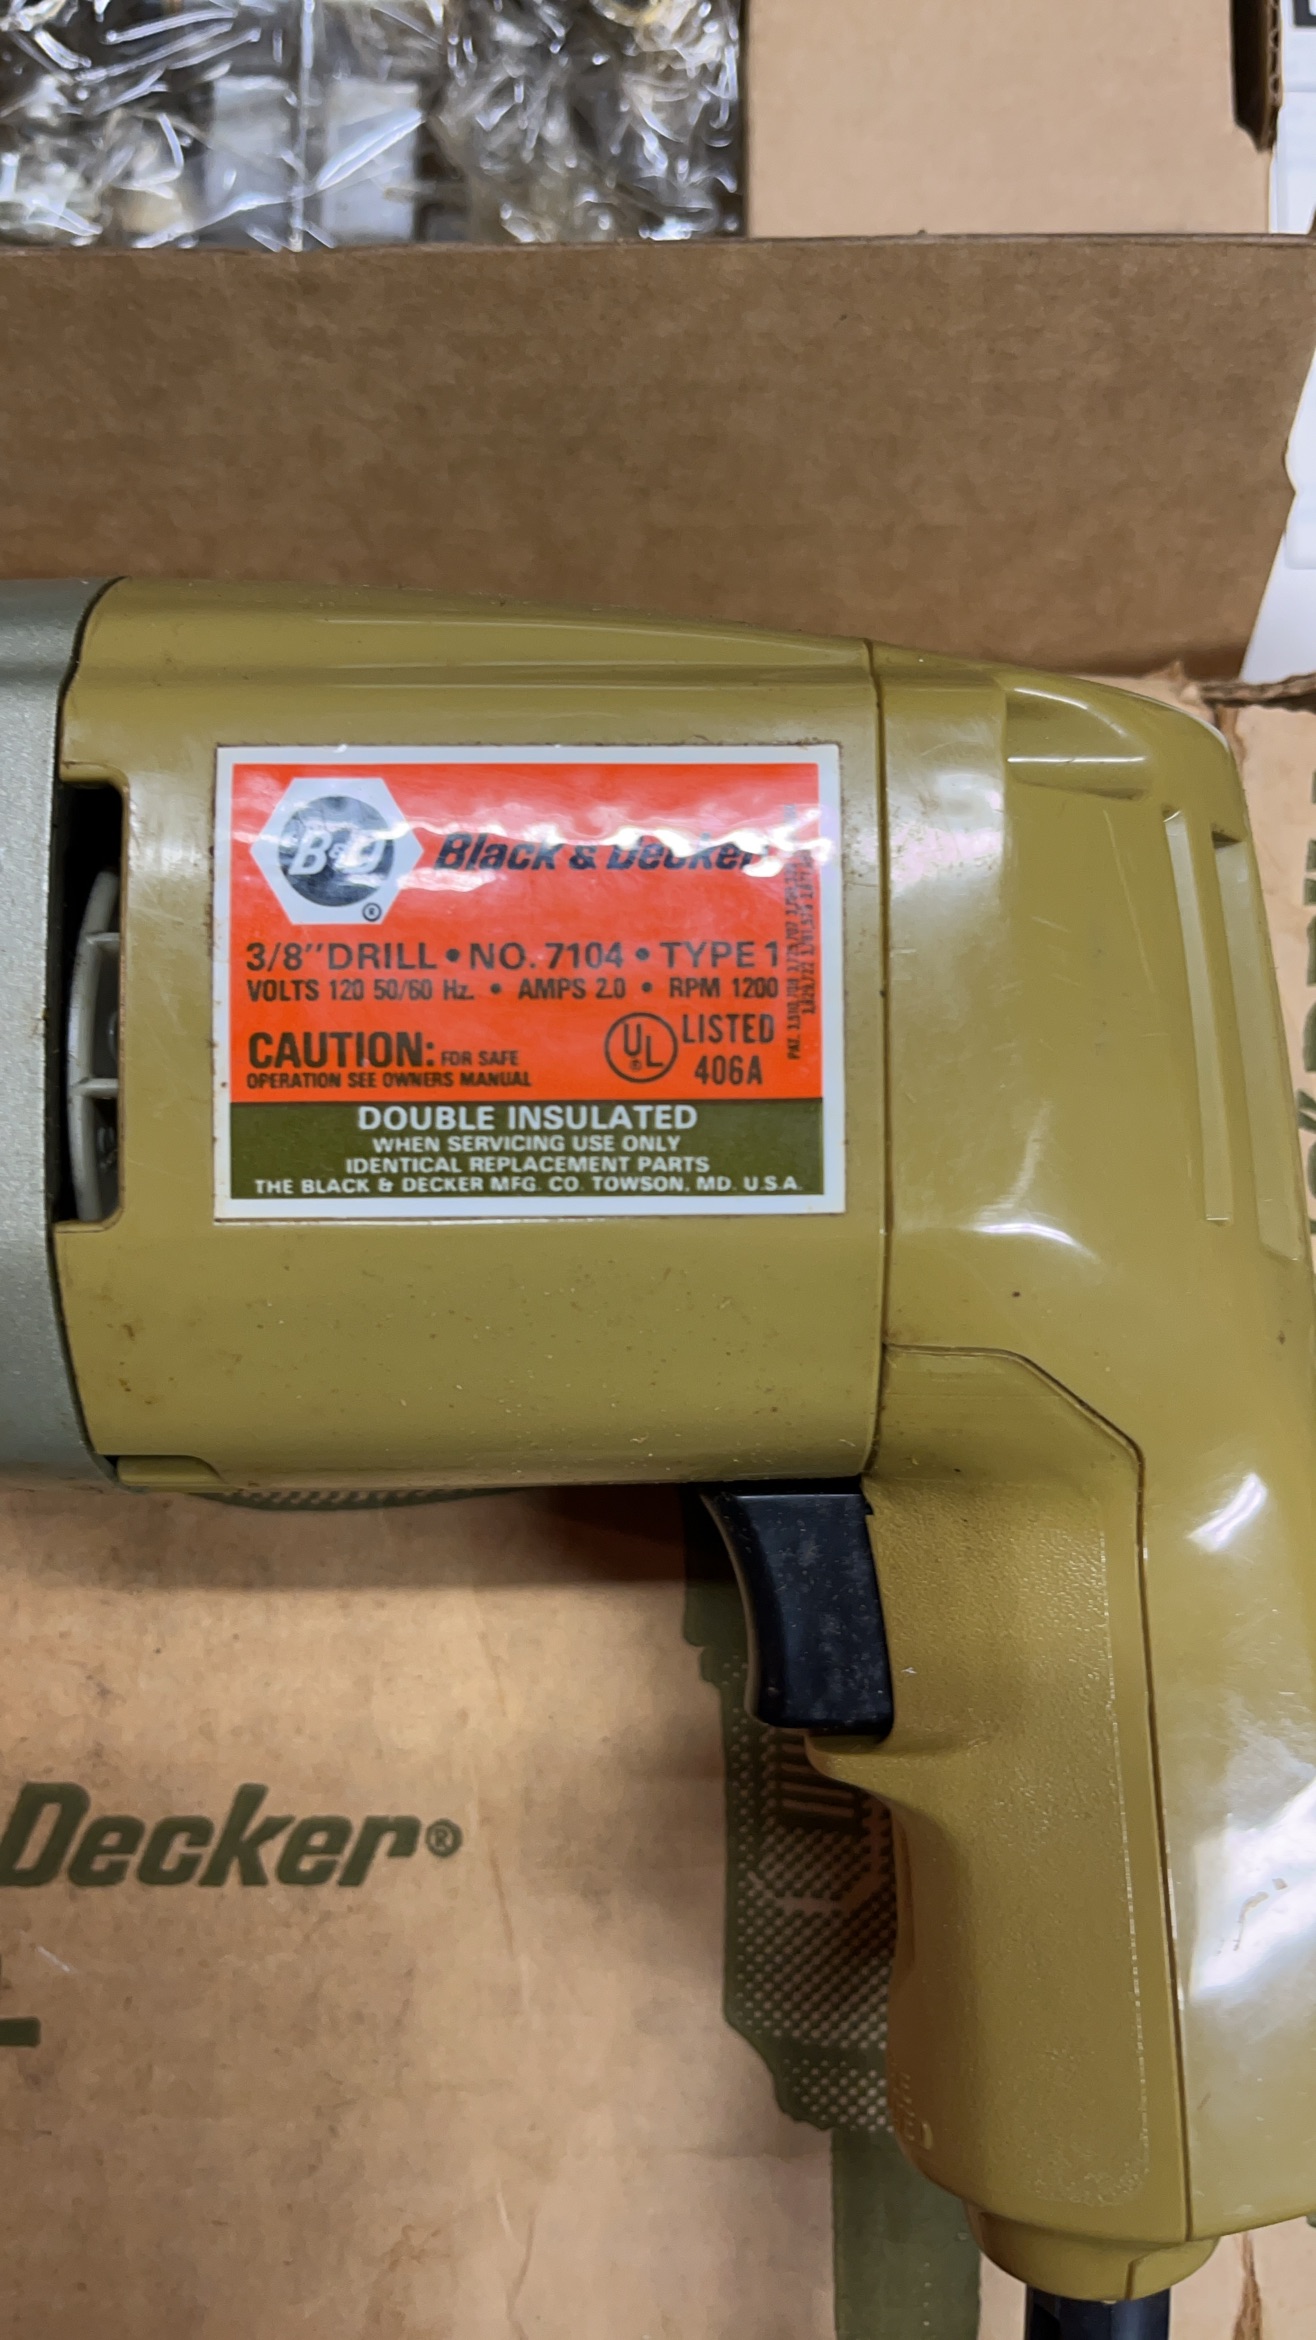 B&D
®
Black & Decker
3/8" DRILL • NO. 7104 • TYPE 1
VOLTS 120 50/60 Hz. • AMPS 2.0 • RPM 1200
CAUTION: FOR SAFE
OPERATION SEE OWNERS MANUAL
UL ® LISTED
406A
DOUBLE INSULATED
WHEN SERVICING USE ONLY
IDENTICAL REPLACEMENT PARTS
THE BLACK & DECKER MFG. CO. TOWSON, MD. U.S.A.
PAT.
Decker®